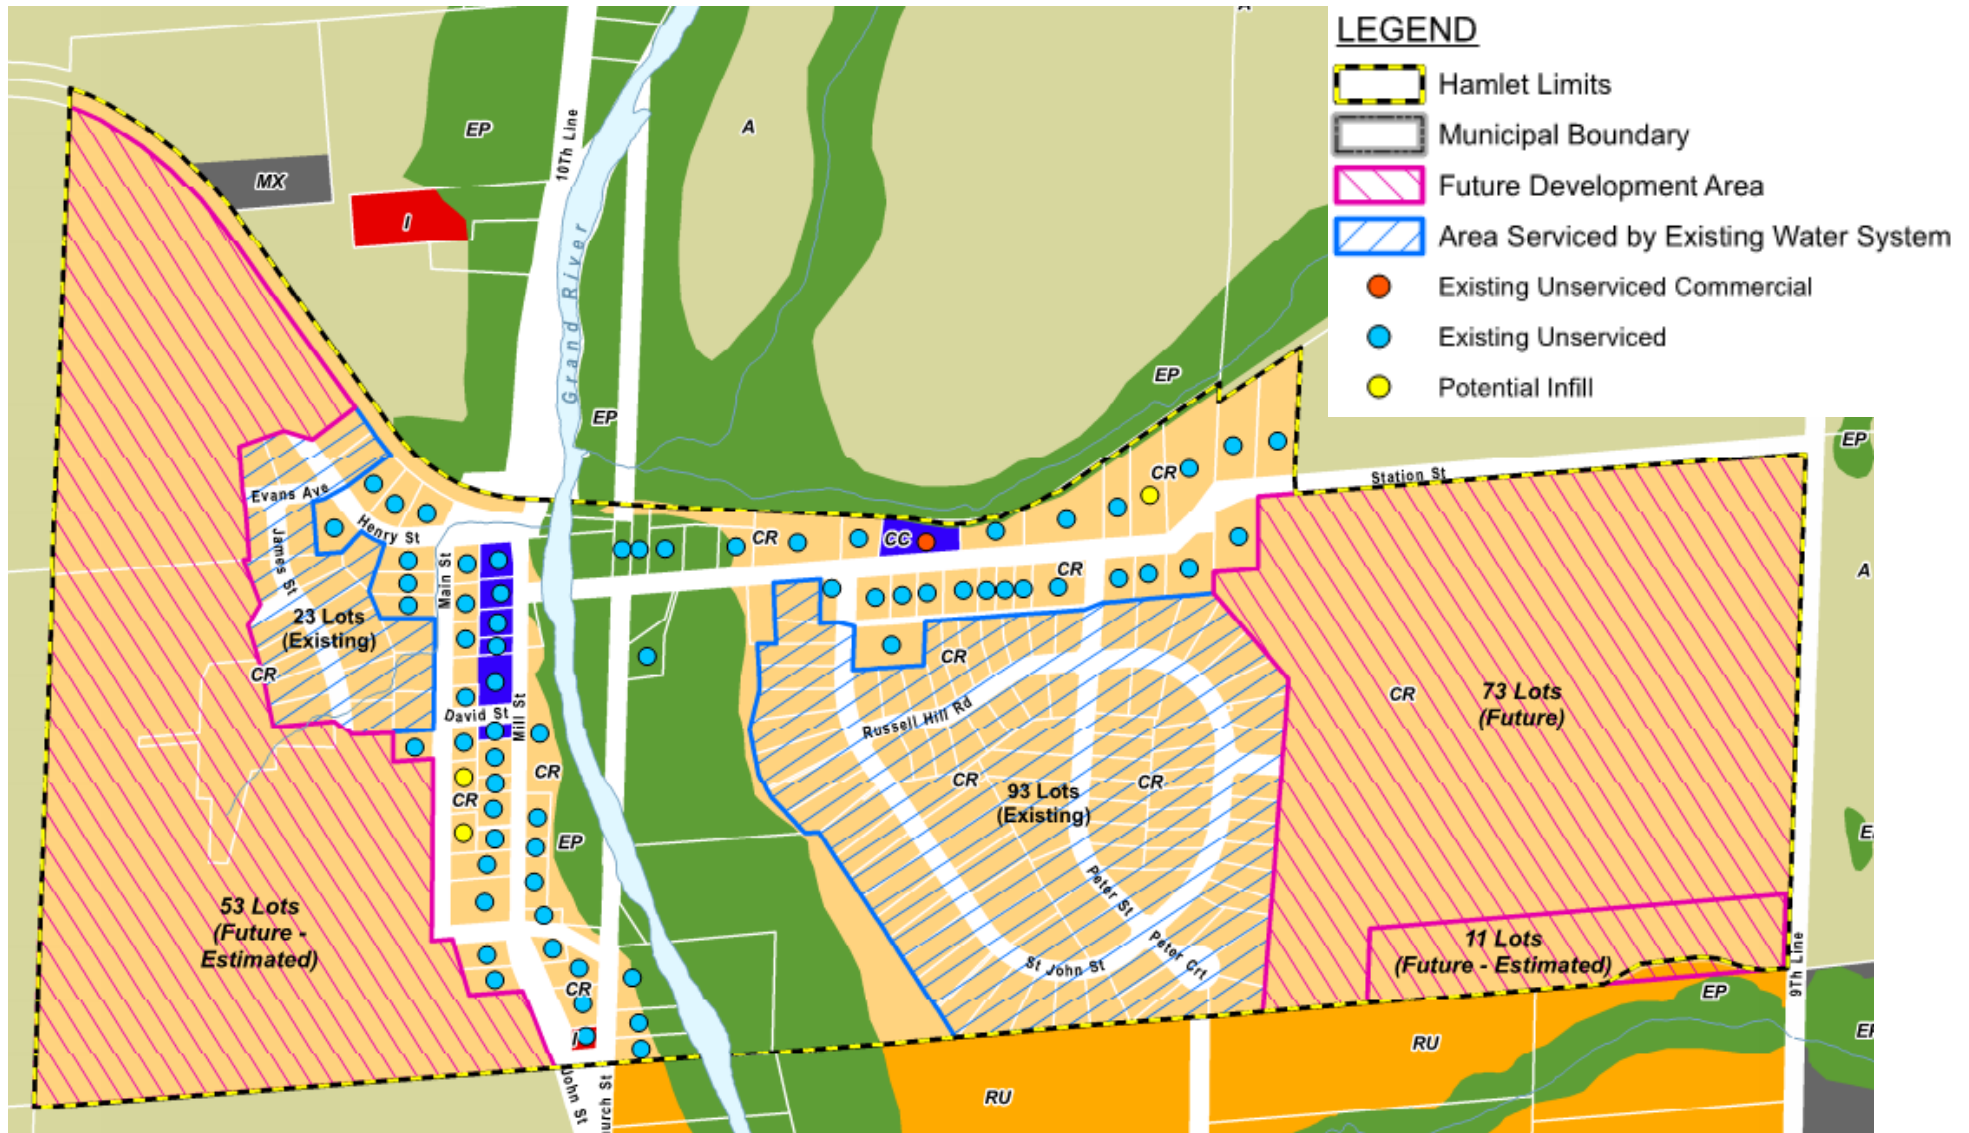 A
LEGEND
Hamlet Limits
Municipal Boundary
Future Development Area
Area Serviced by Existing Water System
Existing Unserviced Commercial
Existing Unserviced
Potential Infill
EP
10Th Line
A
MX
I
Grand River
EP
EP
EP
CR
Station St
Evans Ave
Henry St
James St
Main St
CR
CC
CR
A
23 Lots
(Existing)
CR
CR
David St
Mill St
Russell Hill Rd
CR
73 Lots
(Future)
CR
CR
EP
CR
93 Lots
(Existing)
CR
Peter St
Peter Crt
St John St
53 Lots
(Future -
Estimated)
11 Lots
(Future - Estimated)
9Th Line
CR
I
EP
RU
RU
John St